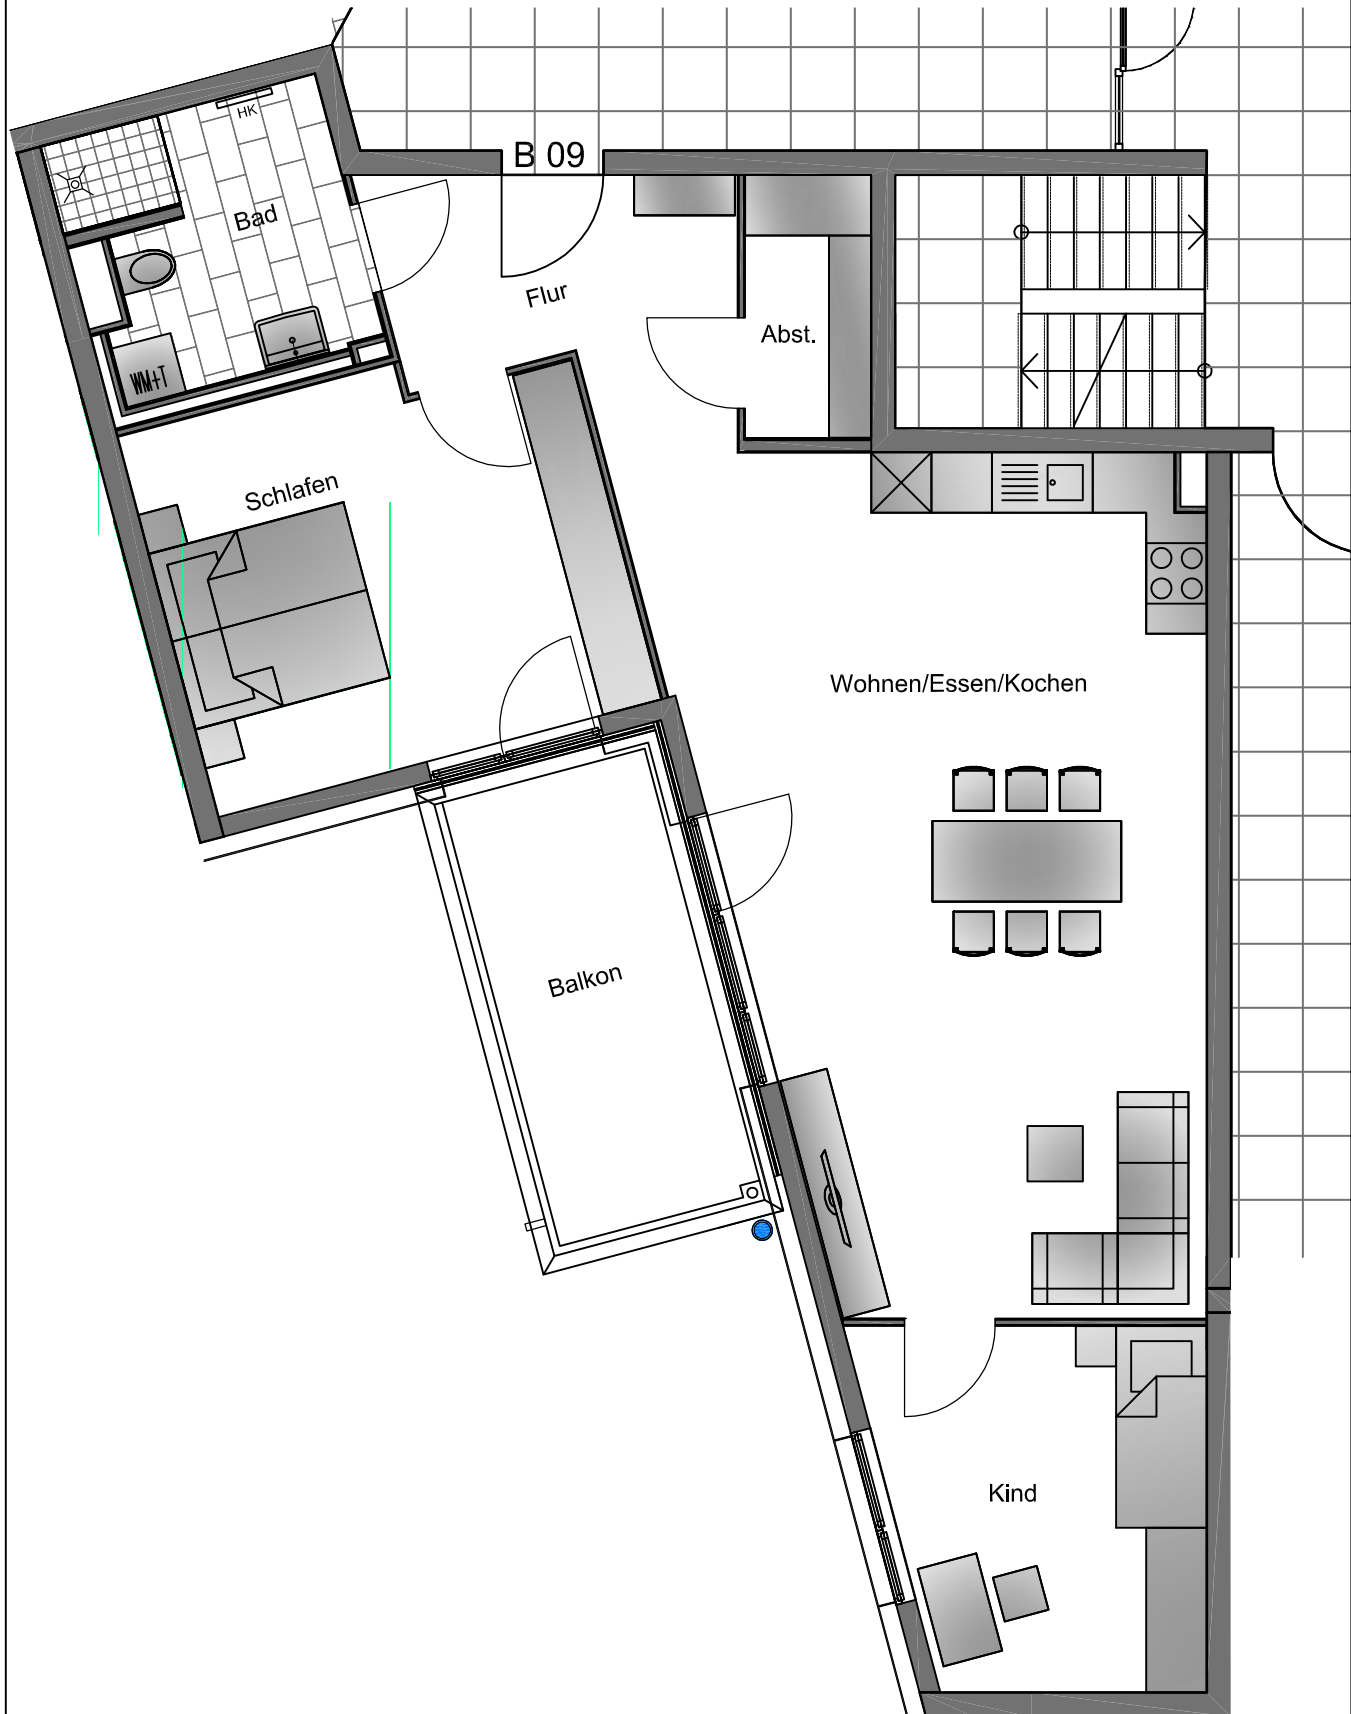 HK
B 09
Bad
Flur
Abst.
WM+T
Schlafen
Wohnen/Essen/Kochen
Balkon
Kind